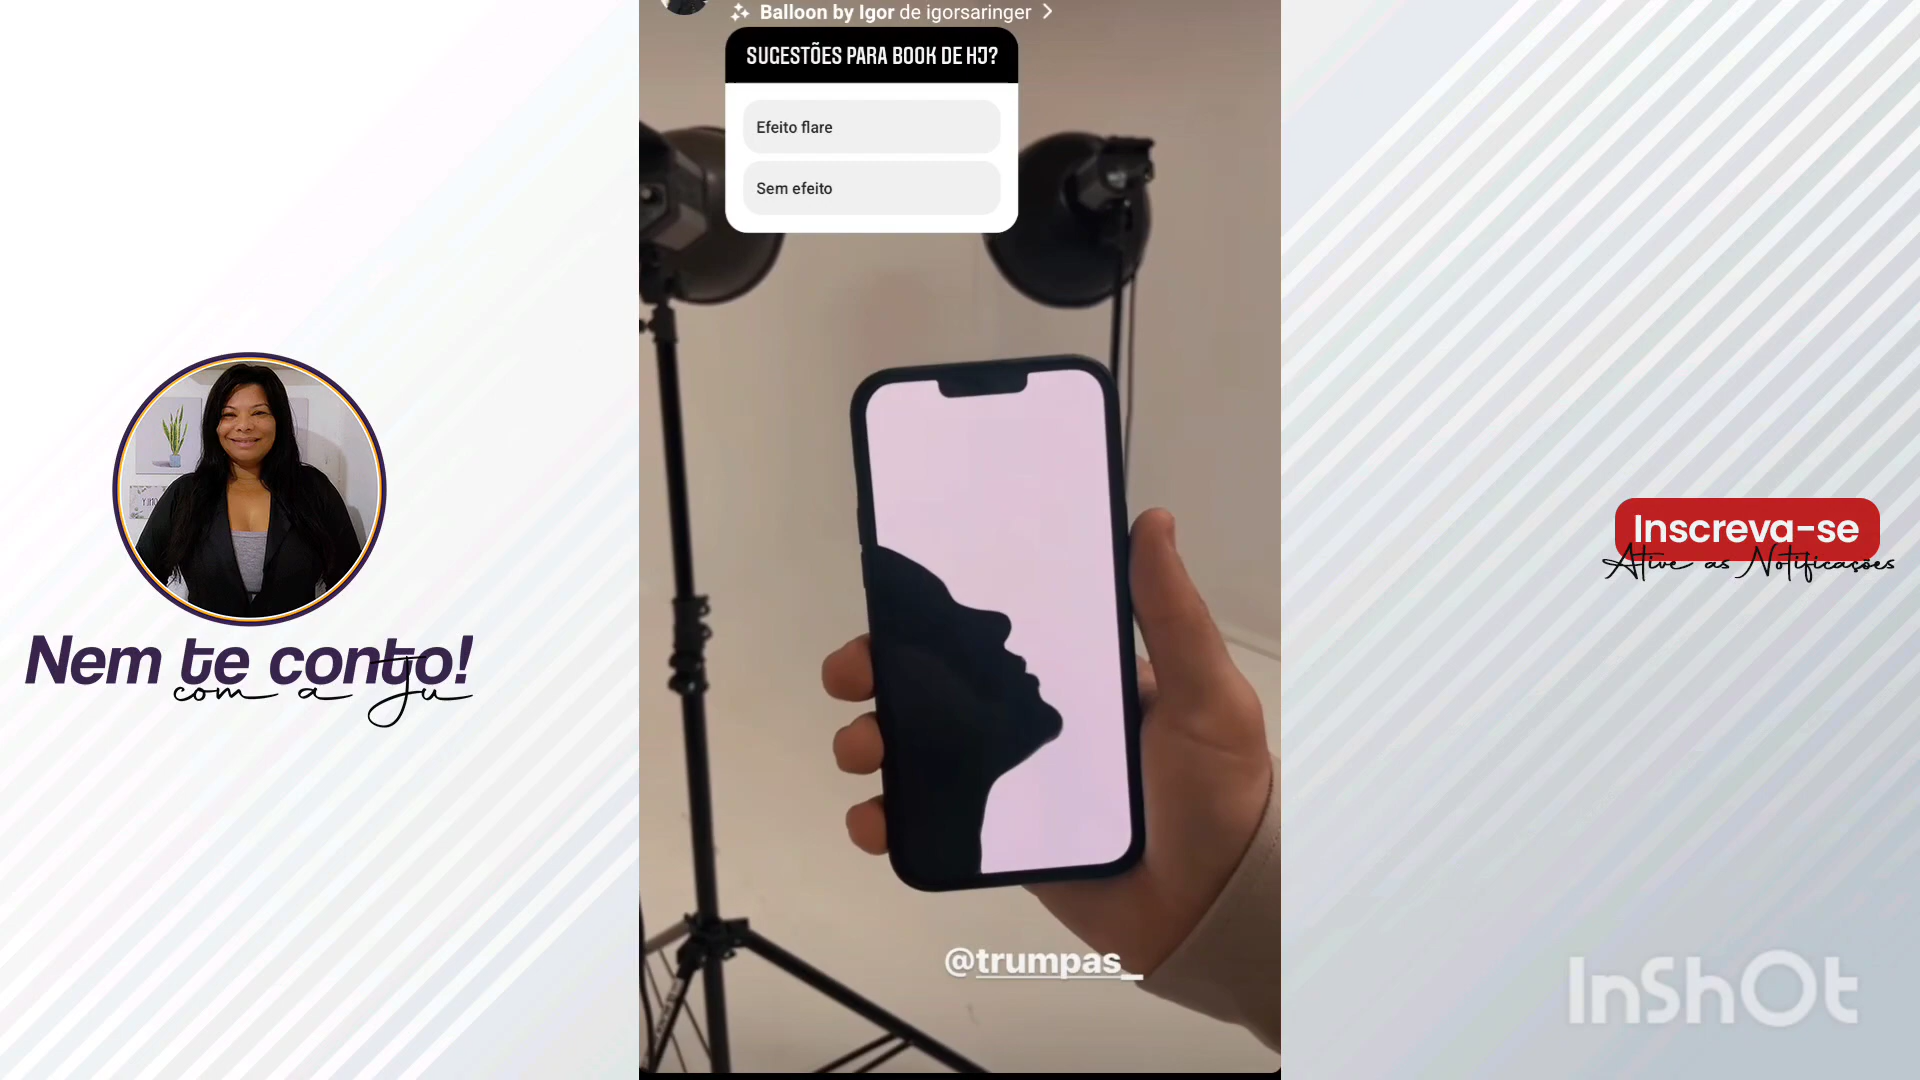 Balloon by Igor de igorsaringer
SUGESTÕES PARA BOOK DE HJ?
Efeito flare
Sem efeito
Nem te conto!
com a Ju
Inscreva-se
Ative as Notificações
@trumpas_
InShOt